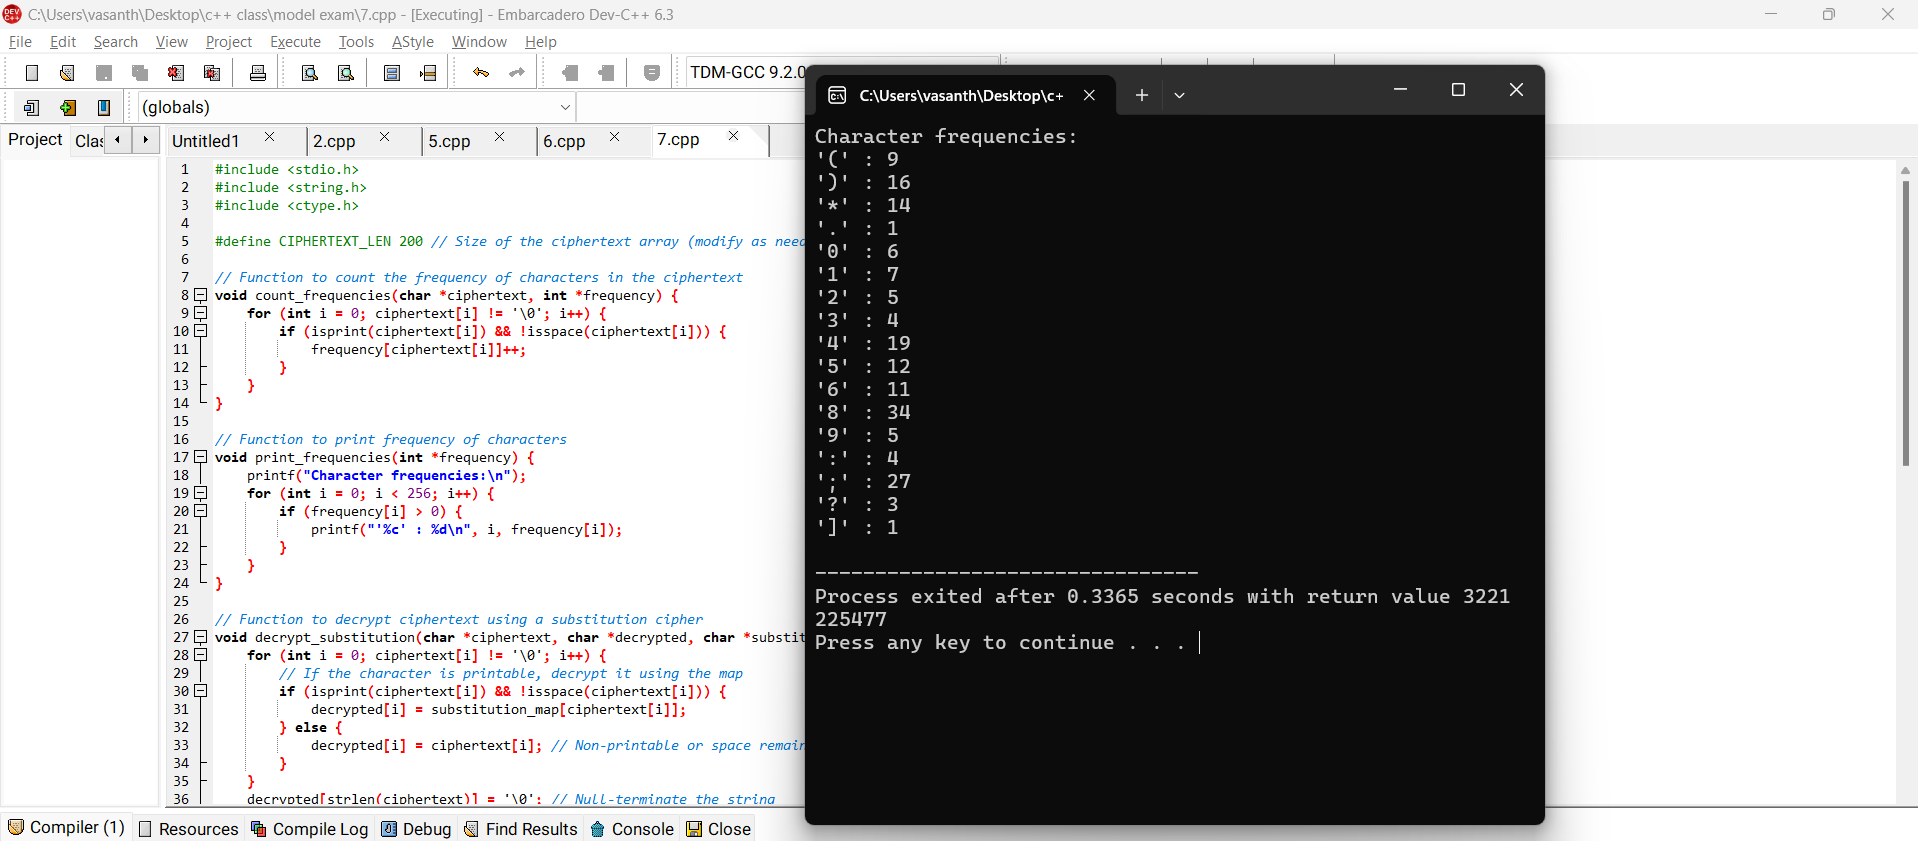 C:\Users\vasanth\Desktop\c++ class\model exam\7.cpp - [Executing] - Embarcadero Dev-C++ 6.3
File Edit Search View Project Execute Tools AStyle Window Help
TDM-GCC 9.2.0
(globals)
Project Clas Untitled1 2.cpp 5.cpp 6.cpp 7.cpp
1 #include <stdio.h>
2 #include <string.h>
3 #include <ctype.h>
4
5 #define CIPHERTEXT_LEN 200 // Size of the ciphertext array (modify as need
6
7 // Function to count the frequency of characters in the ciphertext
8 void count_frequencies(char *ciphertext, int *frequency) {
9 for (int i = 0; ciphertext[i] != '\0'; i++) {
10 if (isprint(ciphertext[i]) && !isspace(ciphertext[i])) {
11 frequency[ciphertext[i]]++;
12 }
13 }
14 }
15
16 // Function to print frequency of characters
17 void print_frequencies(int *frequency) {
18 printf("Character frequencies:\n");
19 for (int i = 0; i < 256; i++) {
20 if (frequency[i] > 0) {
21 printf("'%c' : %d\n", i, frequency[i]);
22 }
23 }
24 }
25
26 // Function to decrypt ciphertext using a substitution cipher
27 void decrypt_substitution(char *ciphertext, char *decrypted, char *substit
28 for (int i = 0; ciphertext[i] != '\0'; i++) {
29 // If the character is printable, decrypt it using the map
30 if (isprint(ciphertext[i]) && !isspace(ciphertext[i])) {
31 decrypted[i] = substitution_map[ciphertext[i]];
32 } else {
33 decrypted[i] = ciphertext[i]; // Non-printable or space remain
34 }
35 }
36 decrypted[strlen(ciphertext)] = '\0'; // Null-terminate the string
C:\Users\vasanth\Desktop\c+
Character frequencies:
'(' : 9
')' : 16
'*' : 14
'.' : 1
'0' : 6
'1' : 7
'2' : 5
'3' : 4
'4' : 19
'5' : 12
'6' : 11
'8' : 34
'9' : 5
':' : 4
';' : 27
'?' : 3
']' : 1
--------------------------------
Process exited after 0.3365 seconds with return value 3221
225477
Press any key to continue . . .
Compiler (1) Resources Compile Log Debug Find Results Console Close